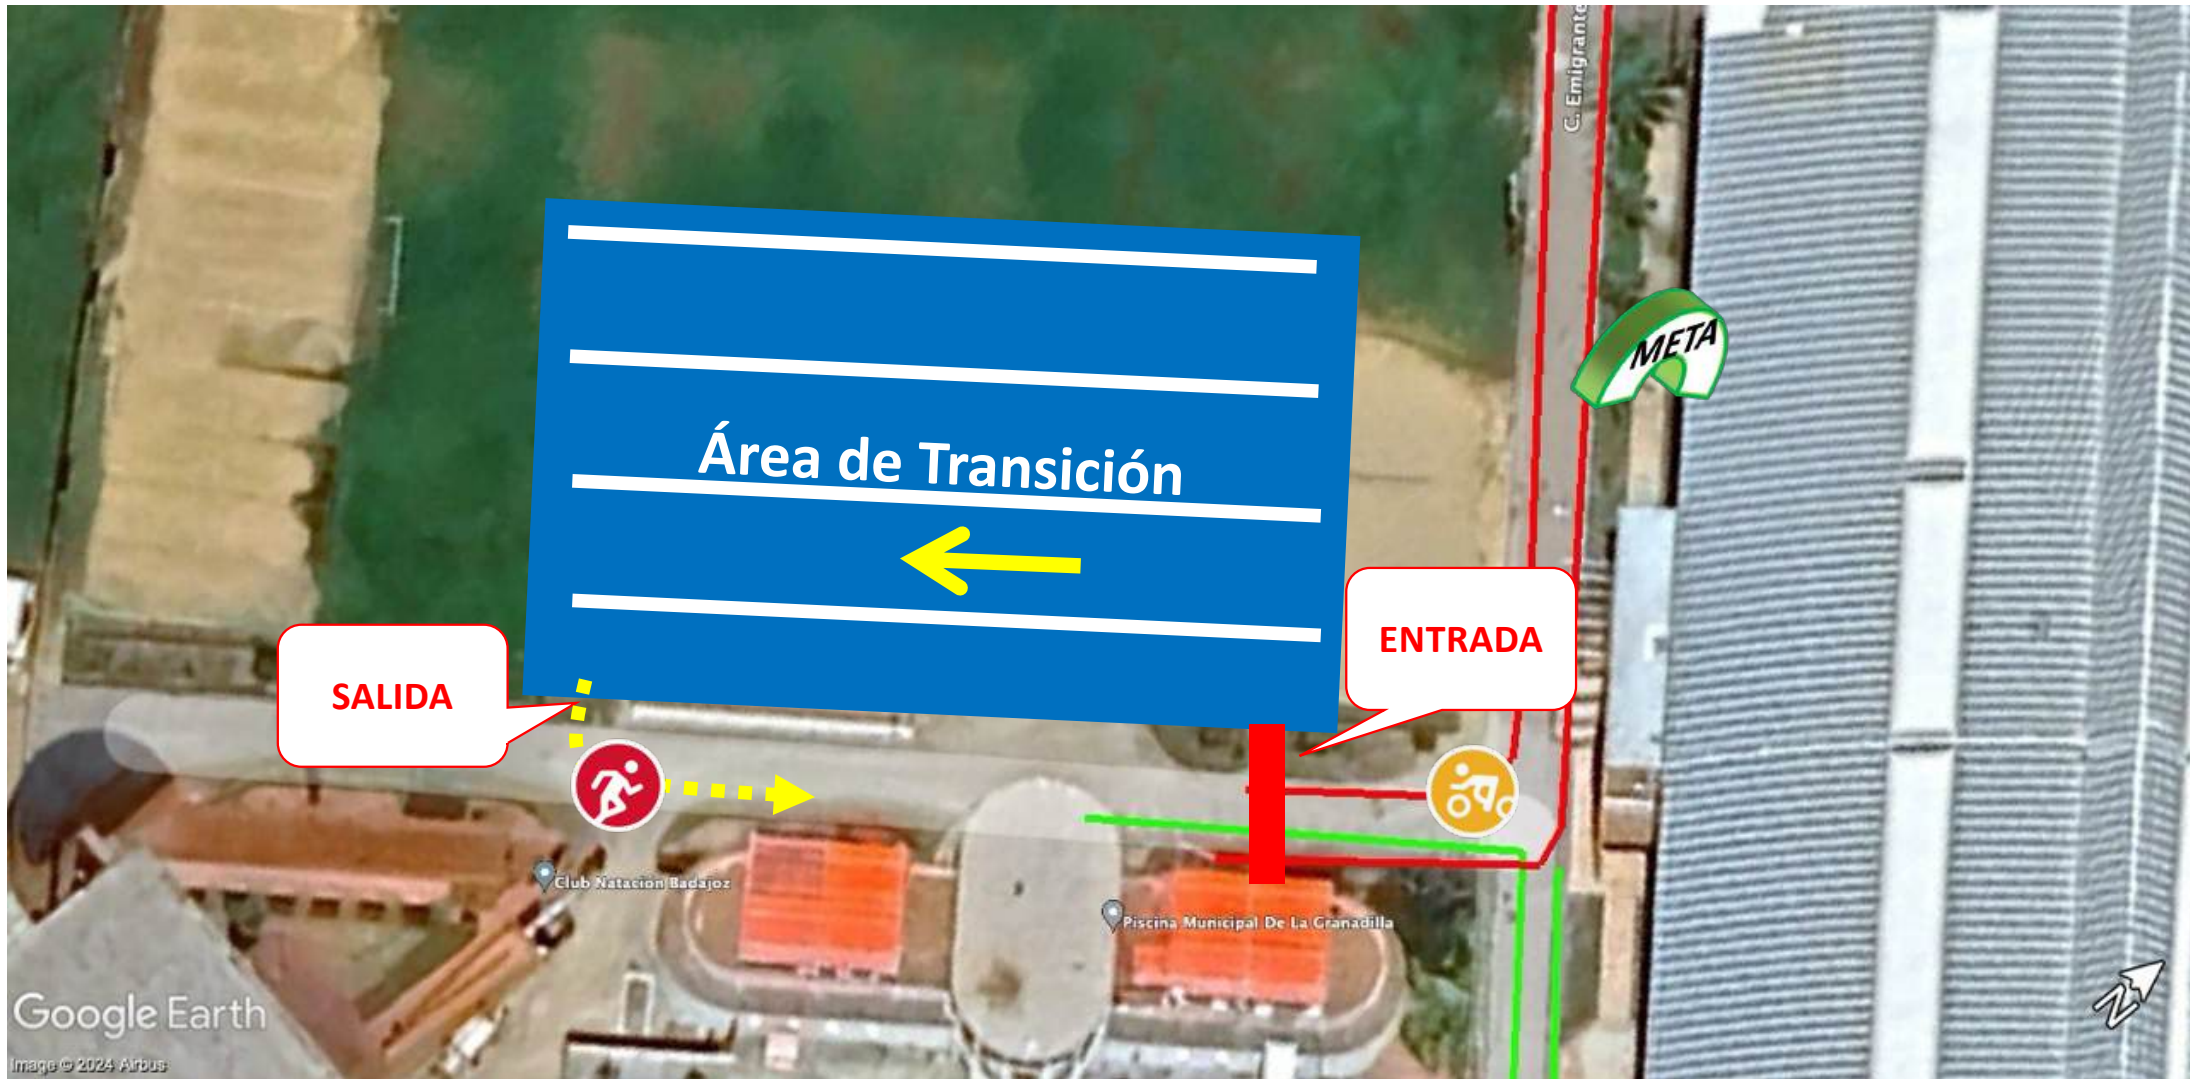 C. Emigrante
META
Área de Transición
ENTRADA
SALIDA
Club Natación Badajoz
Piscina Municipal De La Granadilla
Google Earth
Image © 2024 Airbus
N